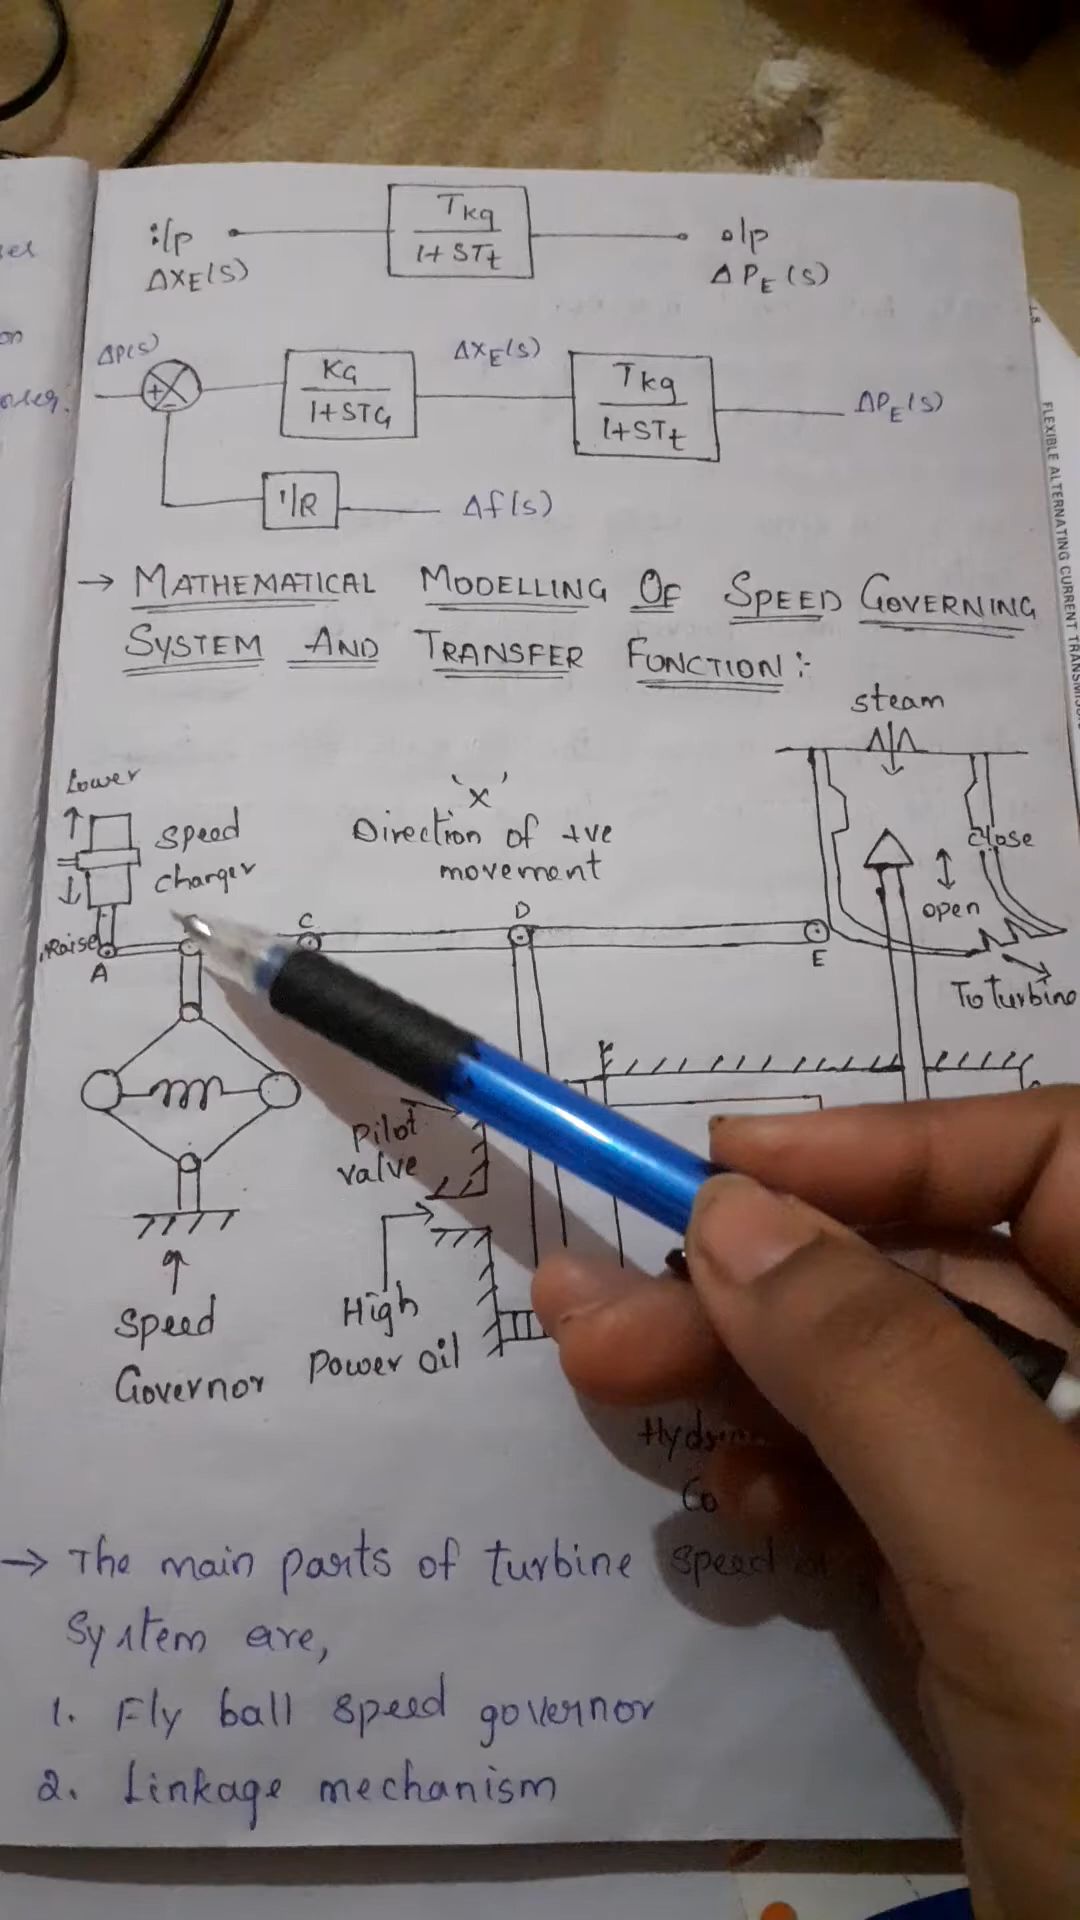 i/p
Tkg
1+STt
o/p
ΔXE(S)
ΔPE(S)
ΔP(S)
+
-
KG
1+STG
ΔXE(S)
Tkg
1+STt
ΔPE(S)
1/R
Δf(S)
→ MATHEMATICAL MODELLING OF SPEED GOVERNING
SYSTEM AND TRANSFER FUNCTION :-
steam
Lower
speed
charger
Raise
'x'
Direction of +ve
movement
close
open
To turbine
A
C
D
E
Pilot
valve
High
Power oil
Speed
Governor
Co
→ The main parts of turbine speed
System are,
1. Fly ball speed governor
2. Linkage mechanism
FLEXIBLE ALTERNATING CURRENT